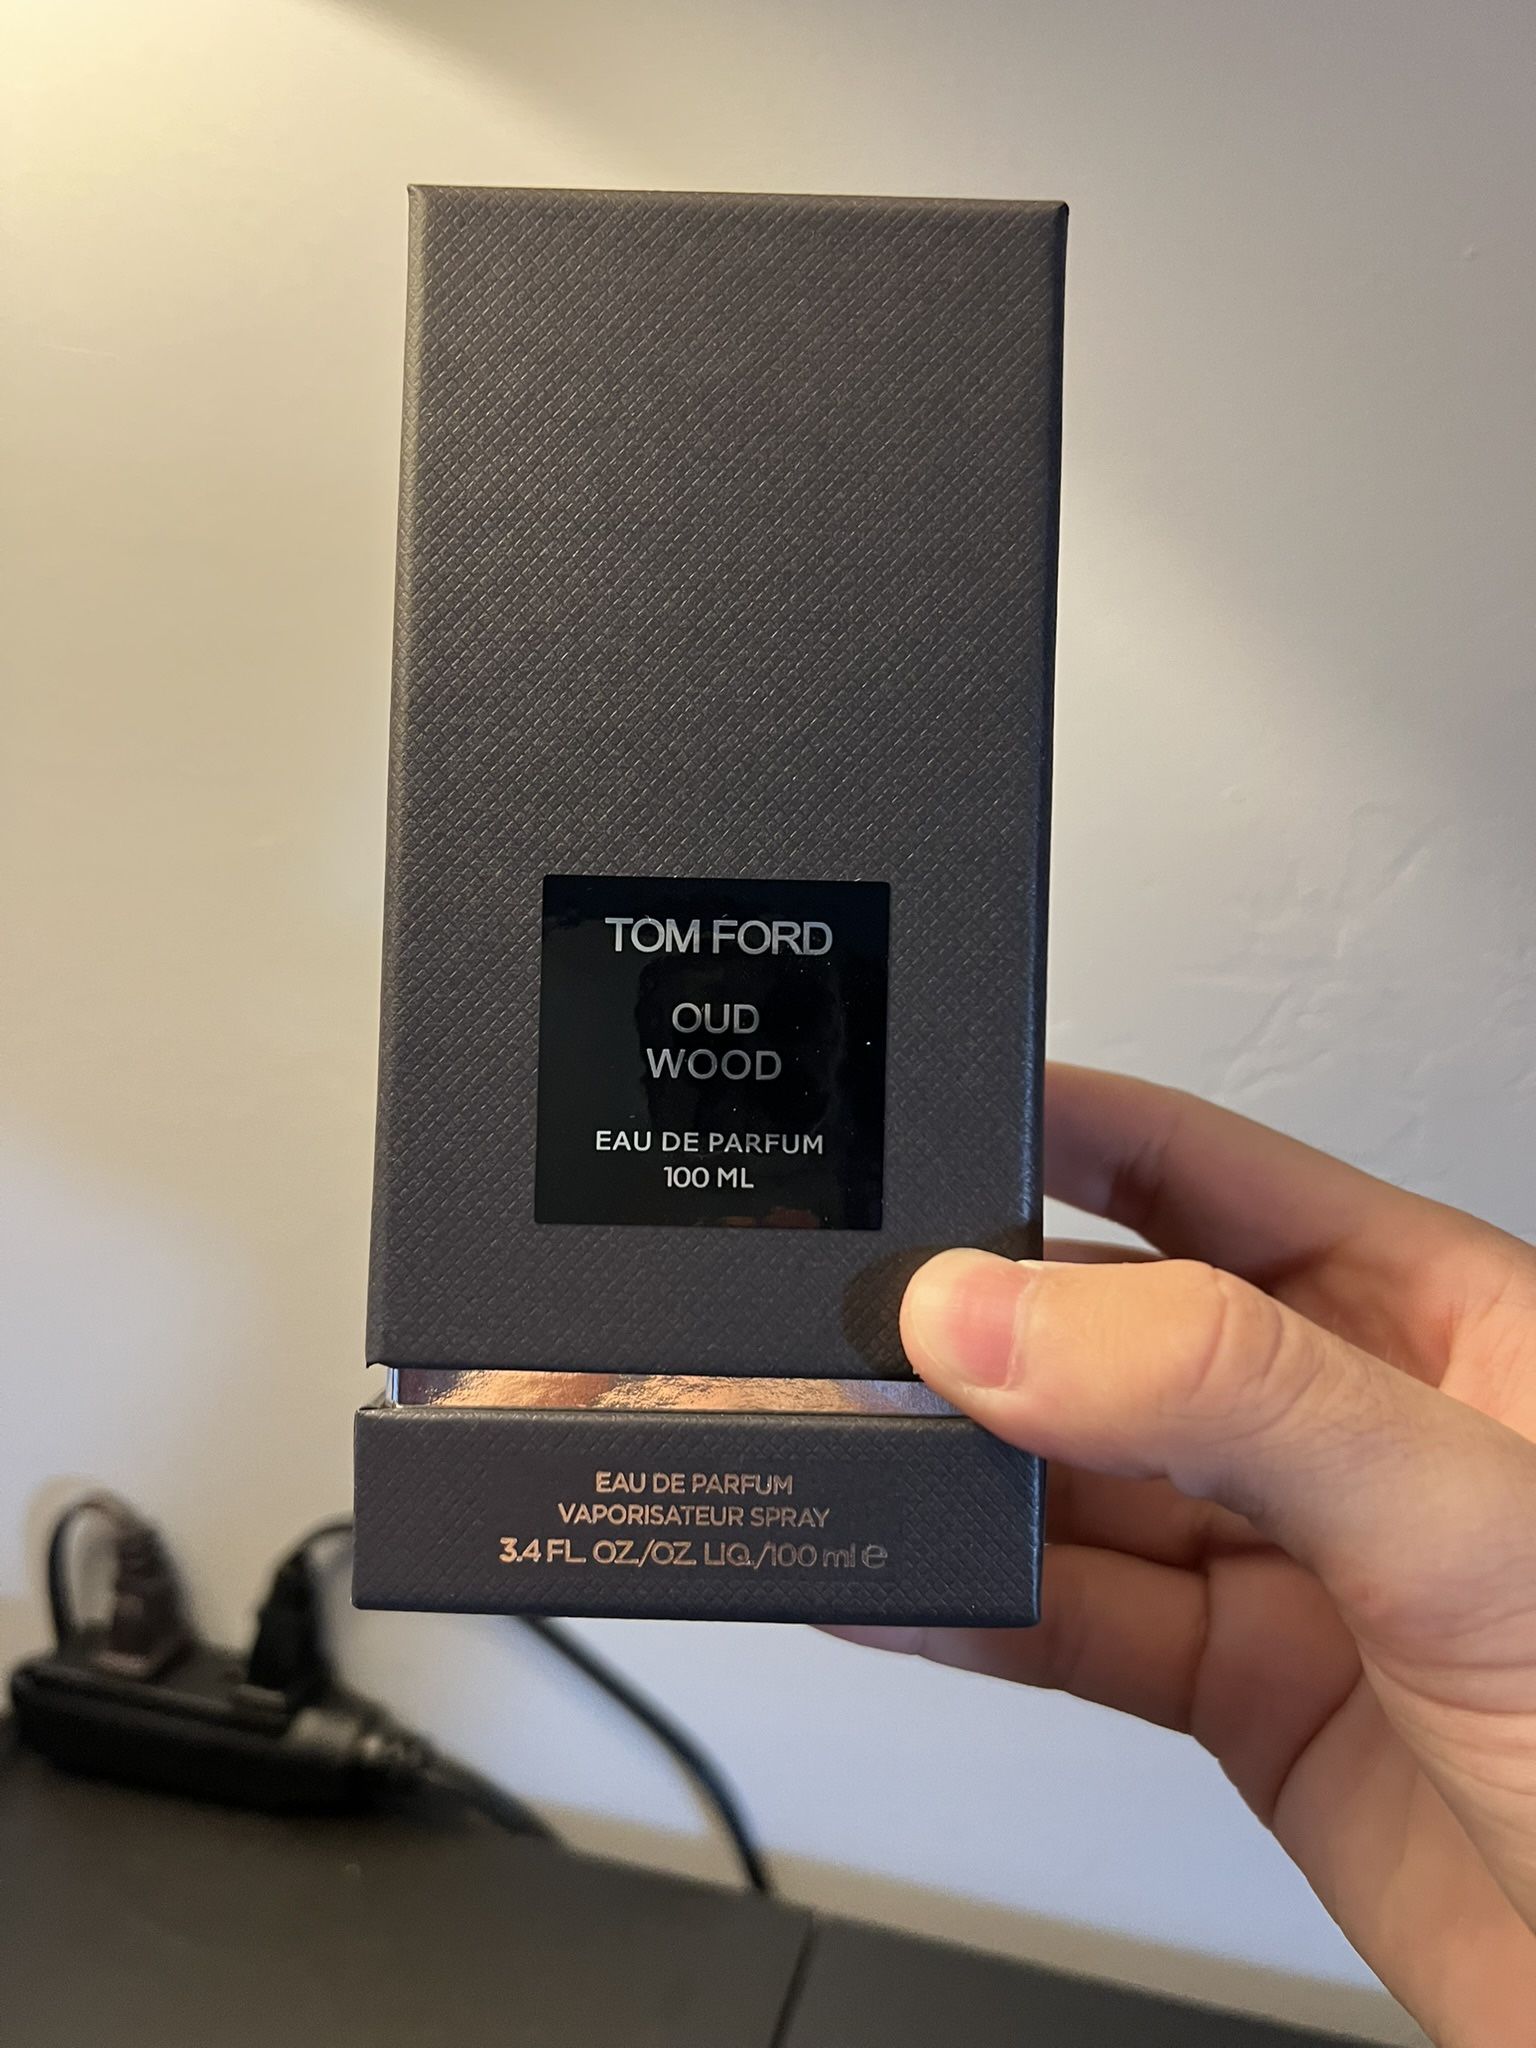 TOM FORD
OUD
WOOD
EAU DE PARFUM
100 ML
EAU DE PARFUM
VAPORISATEUR SPRAY
3.4 FL. OZ./OZ. LIQ./100 ml ℮